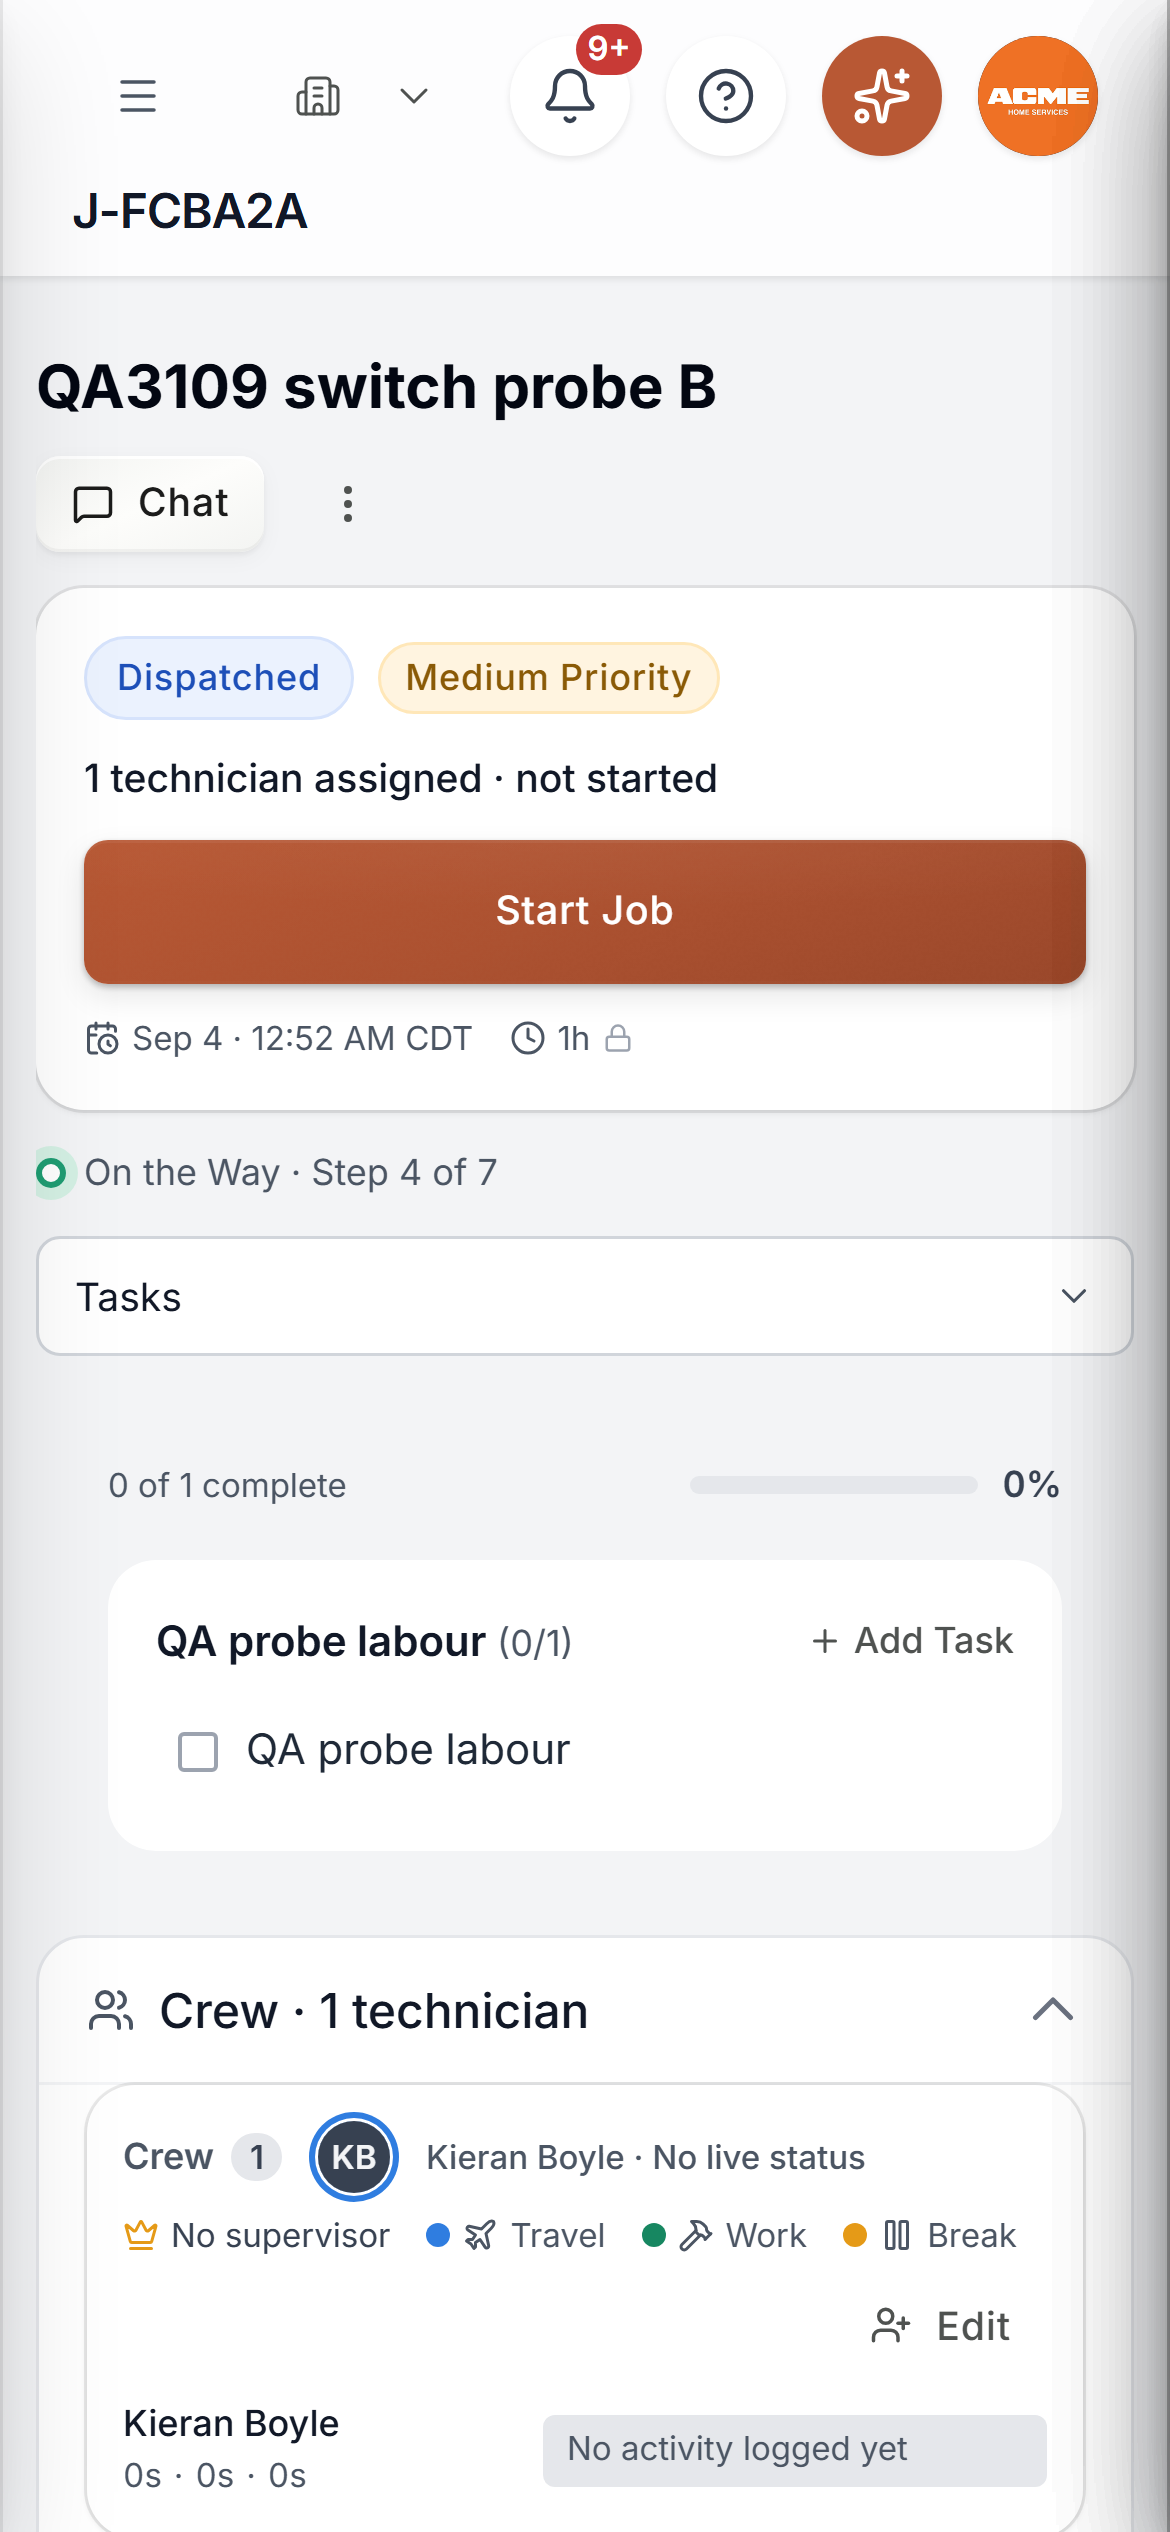 9+
ACME
HOME SERVICES
J-FCBA2A
QA3109 switch probe B
Chat
Dispatched
Medium Priority
1 technician assigned · not started
Start Job
Sep 4 · 12:52 AM CDT
1h
On the Way · Step 4 of 7
Tasks
0 of 1 complete
0%
QA probe labour (0/1)
+ Add Task
QA probe labour
Crew · 1 technician
Crew 1
KB
Kieran Boyle · No live status
No supervisor
Travel
Work
Break
Edit
Kieran Boyle
0s · 0s · 0s
No activity logged yet